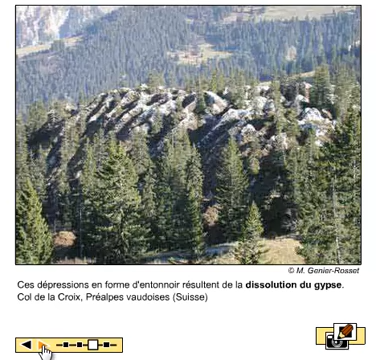 © M. Genier-Rosset
Ces dépressions en forme d'entonnoir résultent de la dissolution du gypse.
Col de la Croix, Préalpes vaudoises (Suisse)